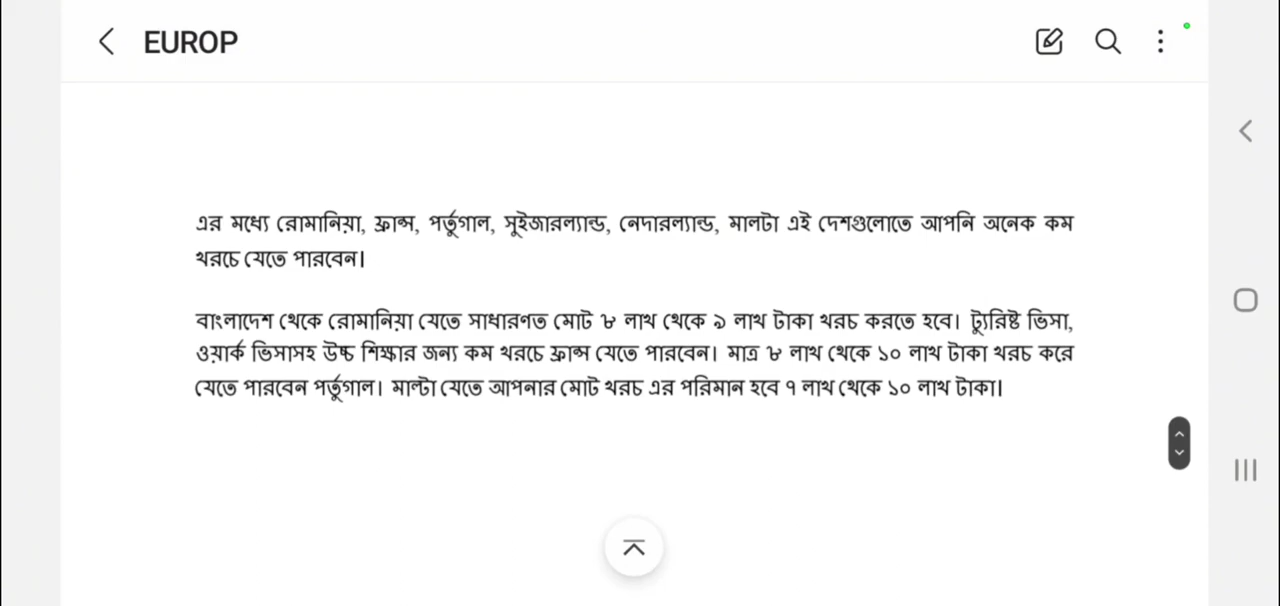 EUROP
এর মধ্যে রোমানিয়া, ফ্রান্স, পর্তুগাল, সুইজারল্যান্ড, নেদারল্যান্ড, মালটা এই দেশগুলোতে আপনি অনেক কম
খরচে যেতে পারবেন।
বাংলাদেশ থেকে রোমানিয়া যেতে সাধারণত মোট ৮ লাখ থেকে ৯ লাখ টাকা খরচ করতে হবে। ট্যুরিষ্ট ভিসা,
ওয়ার্ক ভিসাসহ উচ্চ শিক্ষার জন্য কম খরচে ফ্রান্স যেতে পারবেন। মাত্র ৮ লাখ থেকে ১০ লাখ টাকা খরচ করে
যেতে পারবেন পর্তুগাল। মাল্টা যেতে আপনার মোট খরচ এর পরিমান হবে ৭ লাখ থেকে ১০ লাখ টাকা।